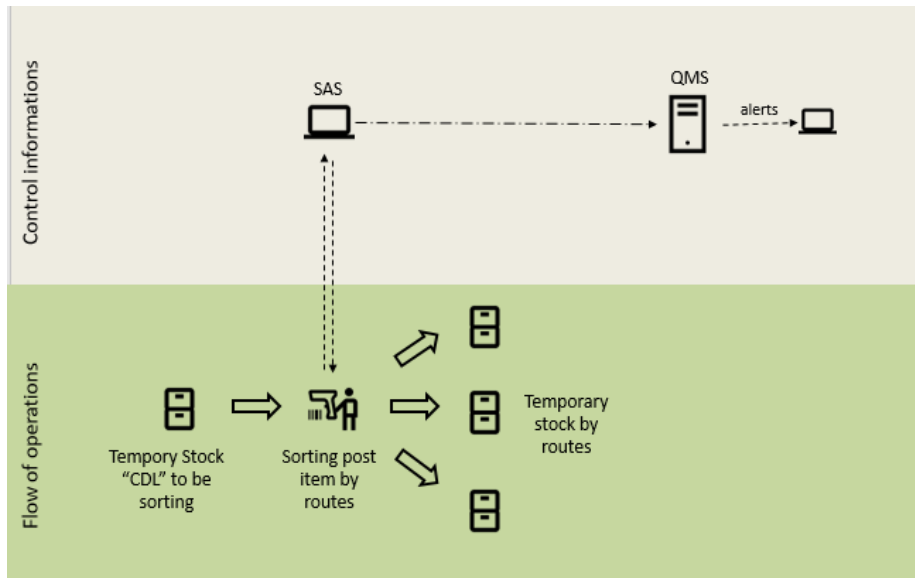 Control informations
SAS
QMS
alerts
Flow of operations
Tempory Stock
“CDL” to be
sorting
Sorting post
item by
routes
Temporary
stock by
routes